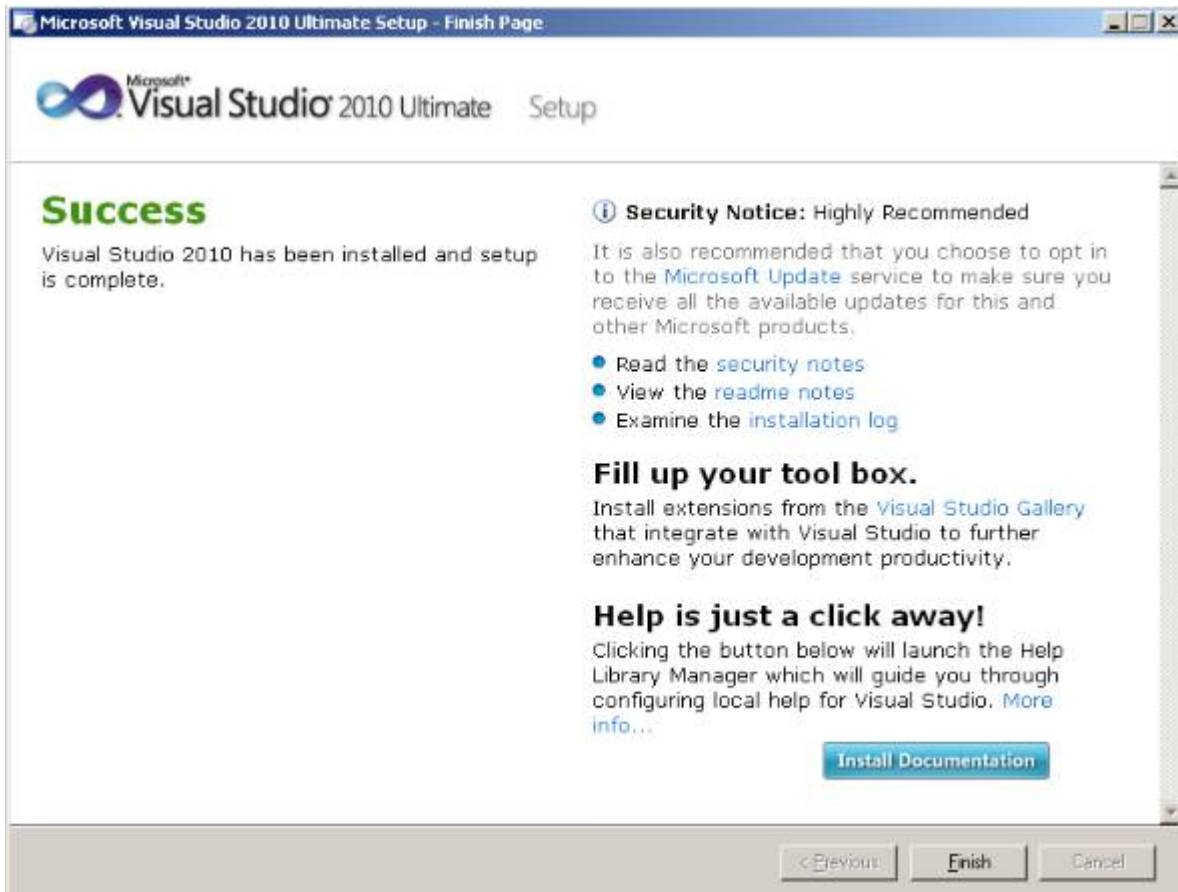 Microsoft Visual Studio 2010 Ultimate Setup - Finish Page
Microsoft®
Visual Studio® 2010 Ultimate Setup
Success
Visual Studio 2010 has been installed and setup
is complete.
Security Notice: Highly Recommended
It is also recommended that you choose to opt in
to the Microsoft Update service to make sure you
receive all the available updates for this and
other Microsoft products.
Read the security notes
View the readme notes
Examine the installation log
Fill up your tool box.
Install extensions from the Visual Studio Gallery
that integrate with Visual Studio to further
enhance your development productivity.
Help is just a click away!
Clicking the button below will launch the Help
Library Manager which will guide you through
configuring local help for Visual Studio. More
info...
Install Documentation
< Previous
Finish
Cancel